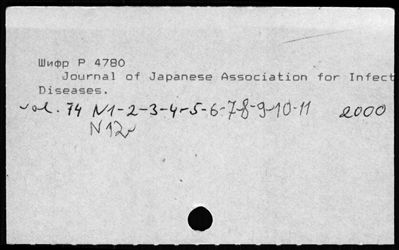 Шифр P 4780
Journal of Japanese Association for Infect
Diseases.
vol. 74 N1-2-3-4-5-6-7-8-9-10-11 2000
N12